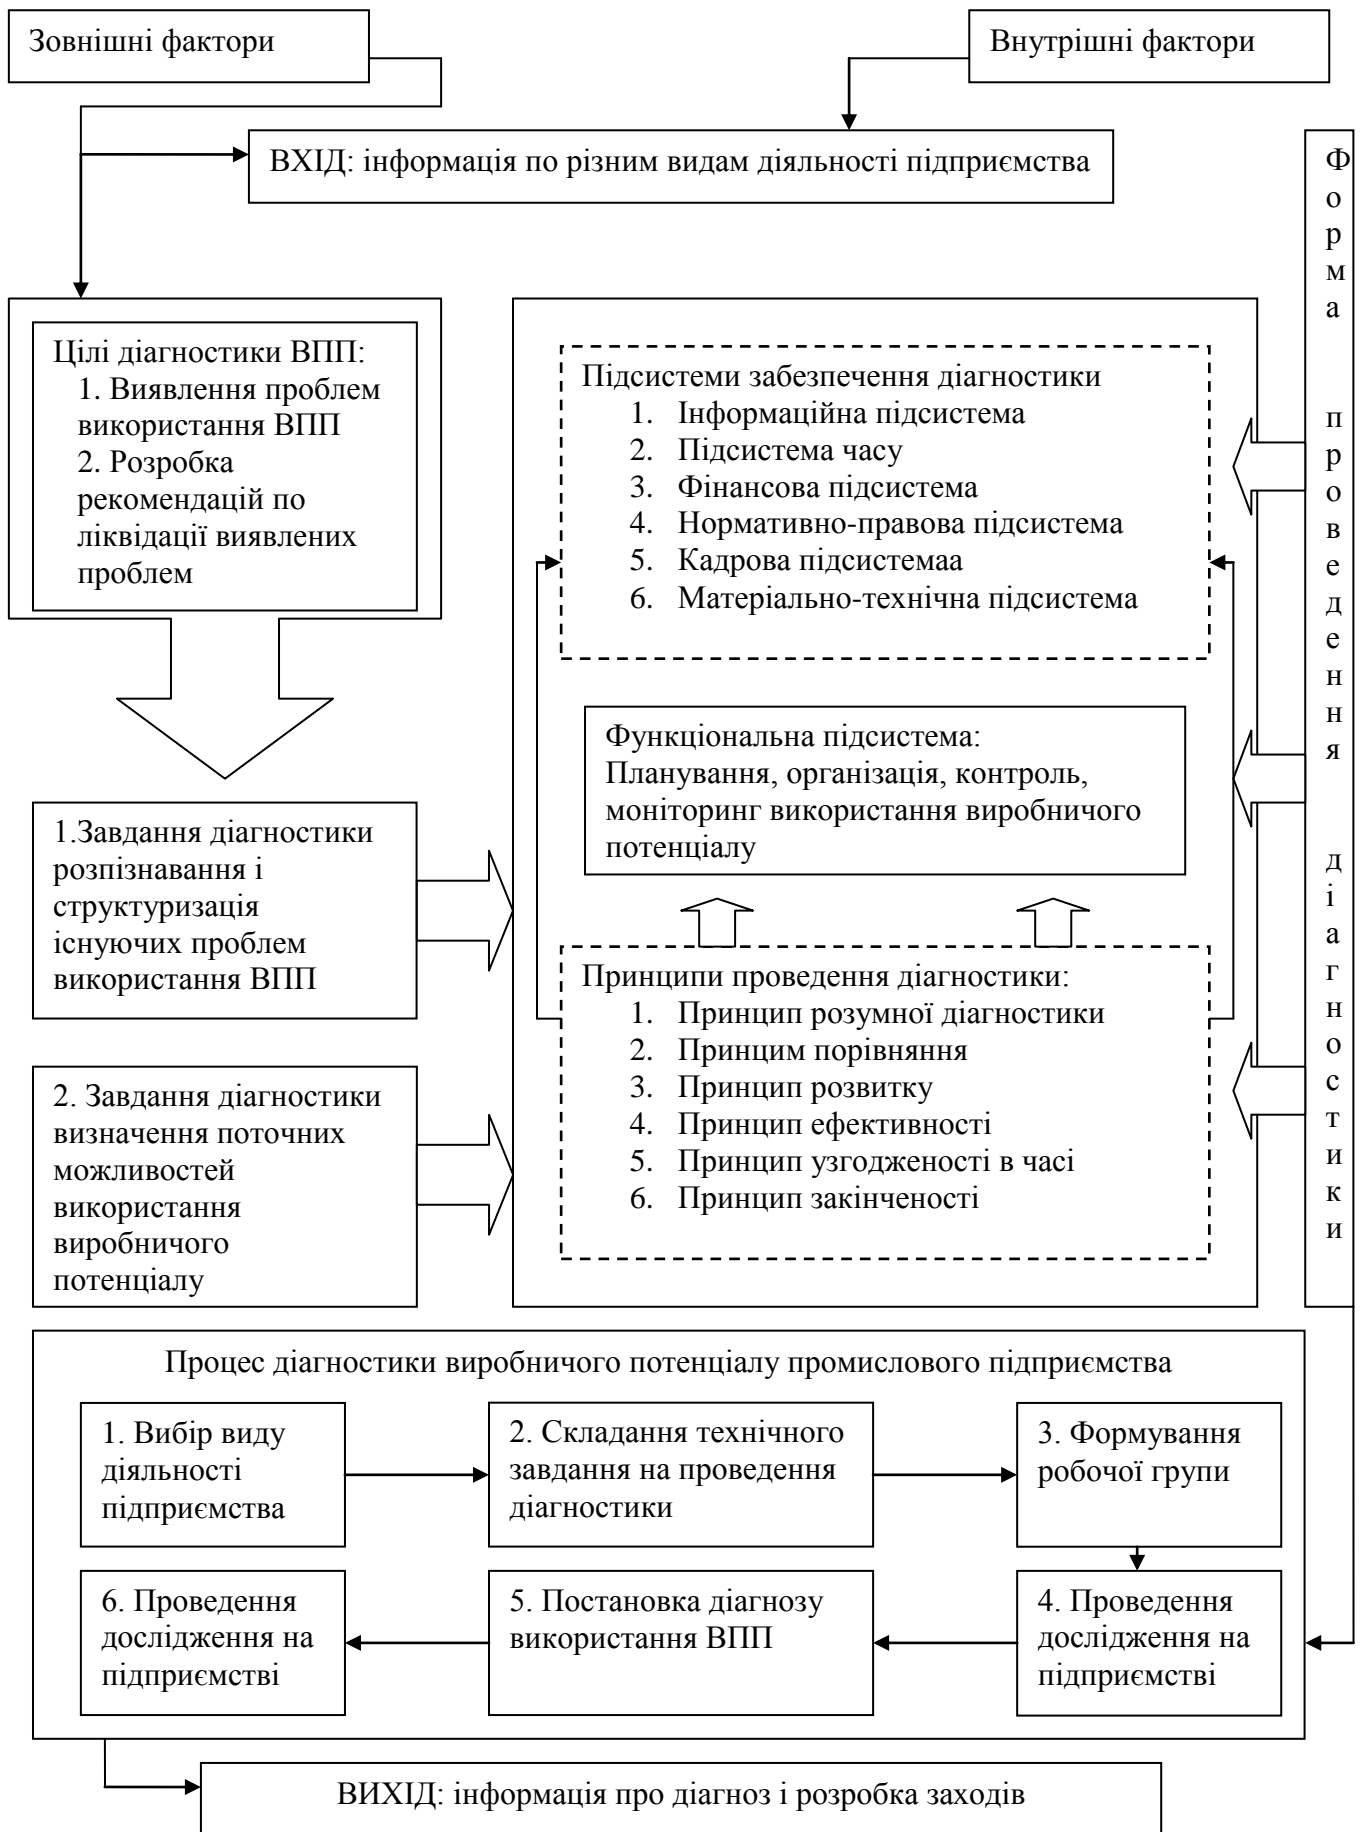 Зовнішні фактори
Внутрішні фактори
ВХІД: інформація по різним видам діяльності підприємства
Форма проведення діагностики
Цілі діагностики ВПП:
1. Виявлення проблем
використання ВПП
2. Розробка
рекомендацій по
ліквідації виявлених
проблем
Підсистеми забезпечення діагностики
1. Інформаційна підсистема
2. Підсистема часу
3. Фінансова підсистема
4. Нормативно-правова підсистема
5. Кадрова підсистемаа
6. Матеріально-технічна підсистема
Функціональна підсистема:
Планування, організація, контроль,
моніторинг використання виробничого
потенціалу
1.Завдання діагностики
розпізнавання і
структуризація
існуючих проблем
використання ВПП
Принципи проведення діагностики:
1. Принцип розумної діагностики
2. Принцим порівняння
3. Принцип розвитку
4. Принцип ефективності
5. Принцип узгодженості в часі
6. Принцип закінченості
2. Завдання діагностики
визначення поточних
можливостей
використання
виробничого
потенціалу
Процес діагностики виробничого потенціалу промислового підприємства
1. Вибір виду
діяльності
підприємства
2. Складання технічного
завдання на проведення
діагностики
3. Формування
робочої групи
6. Проведення
дослідження на
підприємстві
5. Постановка діагнозу
використання ВПП
4. Проведення
дослідження на
підприємстві
ВИХІД: інформація про діагноз і розробка заходів